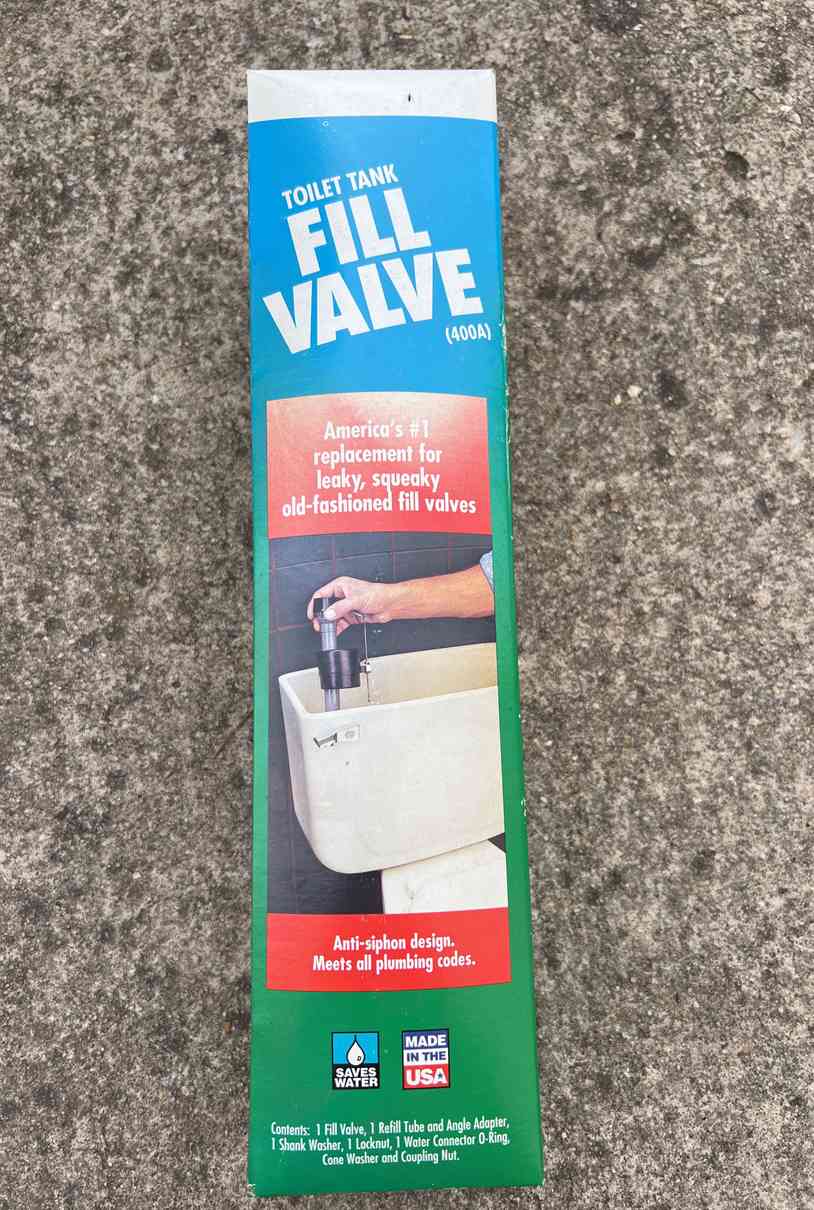 TOILET TANK
FILL
VALVE
(400A)
America's #1
replacement for
leaky, squeaky
old-fashioned fill valves
Anti-siphon design.
Meets all plumbing codes.
SAVES
WATER
MADE
IN THE
USA
Contents: 1 Fill Valve, 1 Refill Tube and Angle Adapter,
1 Shank Washer, 1 Locknut, 1 Water Connector O-Ring,
Cone Washer and Coupling Nut.